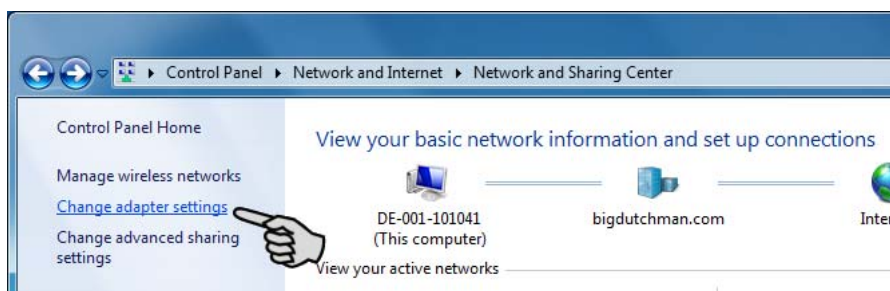 Control Panel ▸ Network and Internet ▸ Network and Sharing Center
Control Panel Home
Manage wireless networks
Change adapter settings
Change advanced sharing
settings
View your basic network information and set up connections
DE-001-101041
(This computer)
bigdutchman.com
Inter
View your active networks